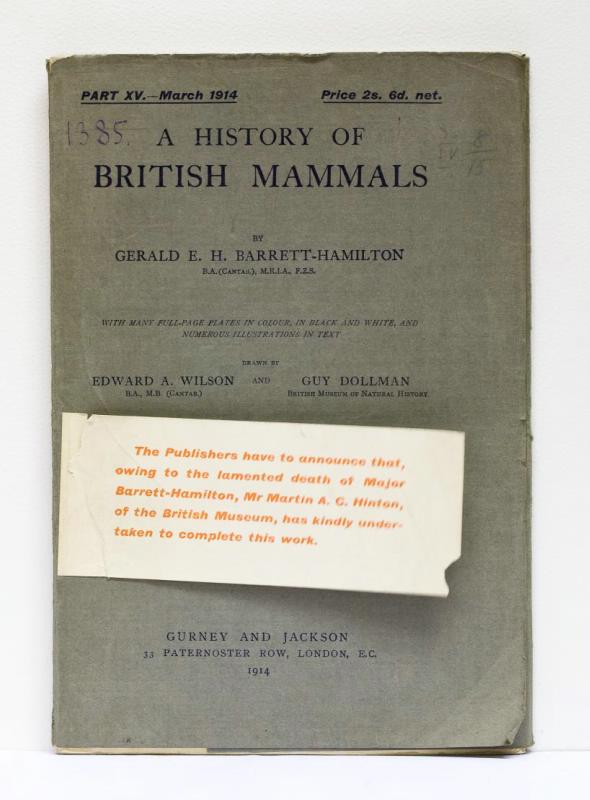 PART XV.—March 1914 Price 2s. 6d. net.
1385.
8
15
A HISTORY OF
BRITISH MAMMALS
BY
GERALD E. H. BARRETT-HAMILTON
B.A. (CANTAB.), M.R.I.A., F.Z.S.
WITH MANY FULL-PAGE PLATES IN COLOUR, IN BLACK AND WHITE, AND
NUMEROUS ILLUSTRATIONS IN TEXT
DRAWN BY
EDWARD A. WILSON AND GUY DOLLMAN
B.A., M.B. (CANTAB.) BRITISH MUSEUM OF NATURAL HISTORY
The Publishers have to announce that,
owing to the lamented death of Major
Barrett-Hamilton, Mr Martin A. C. Hinton,
of the British Museum, has kindly under-
taken to complete this work.
GURNEY AND JACKSON
33 PATERNOSTER ROW, LONDON, E.C.
1914